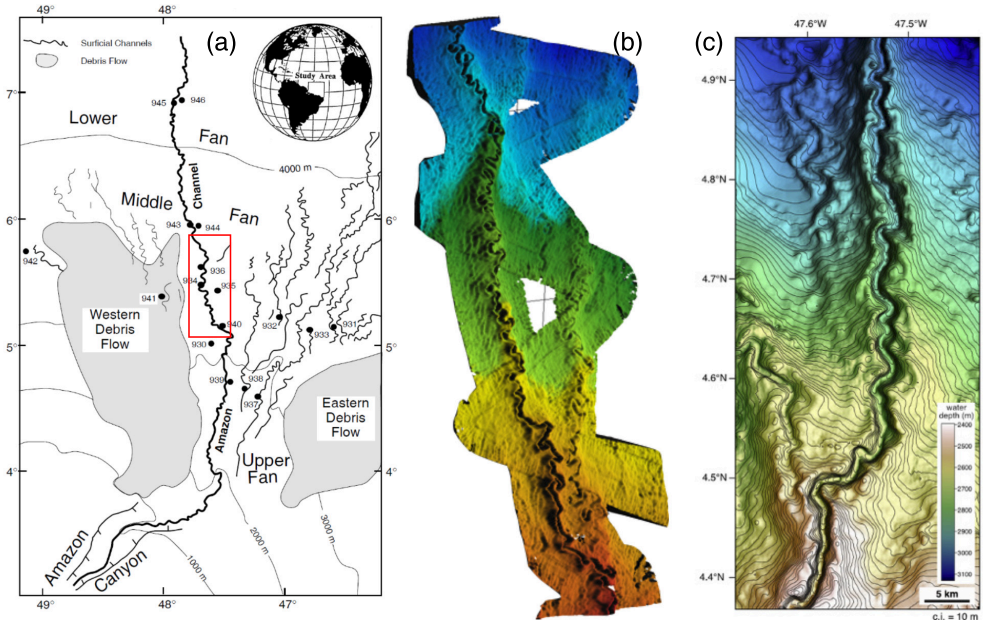 49°
48°
47°
(a)
Surficial Channels
Debris Flow
Study Area
7°
945
946
Lower
Fan
4000 m
Channel
Middle
Fan
6°
6°
943
944
942
936
934
935
941
Western
Debris
Flow
940
932
931
933
930
5°
5°
939
938
937
Eastern
Debris
Flow
Amazon
Upper
Fan
4°
4°
2000 m
3000 m
1000 m
Amazon
Canyon
49°
48°
47°
(b)
(c)
47.6°W
47.5°W
4.9°N
4.8°N
4.7°N
4.6°N
4.5°N
4.4°N
water
depth (m)
2400
2500
2600
2700
2800
2900
3000
3100
5 km
c.i. = 10 m